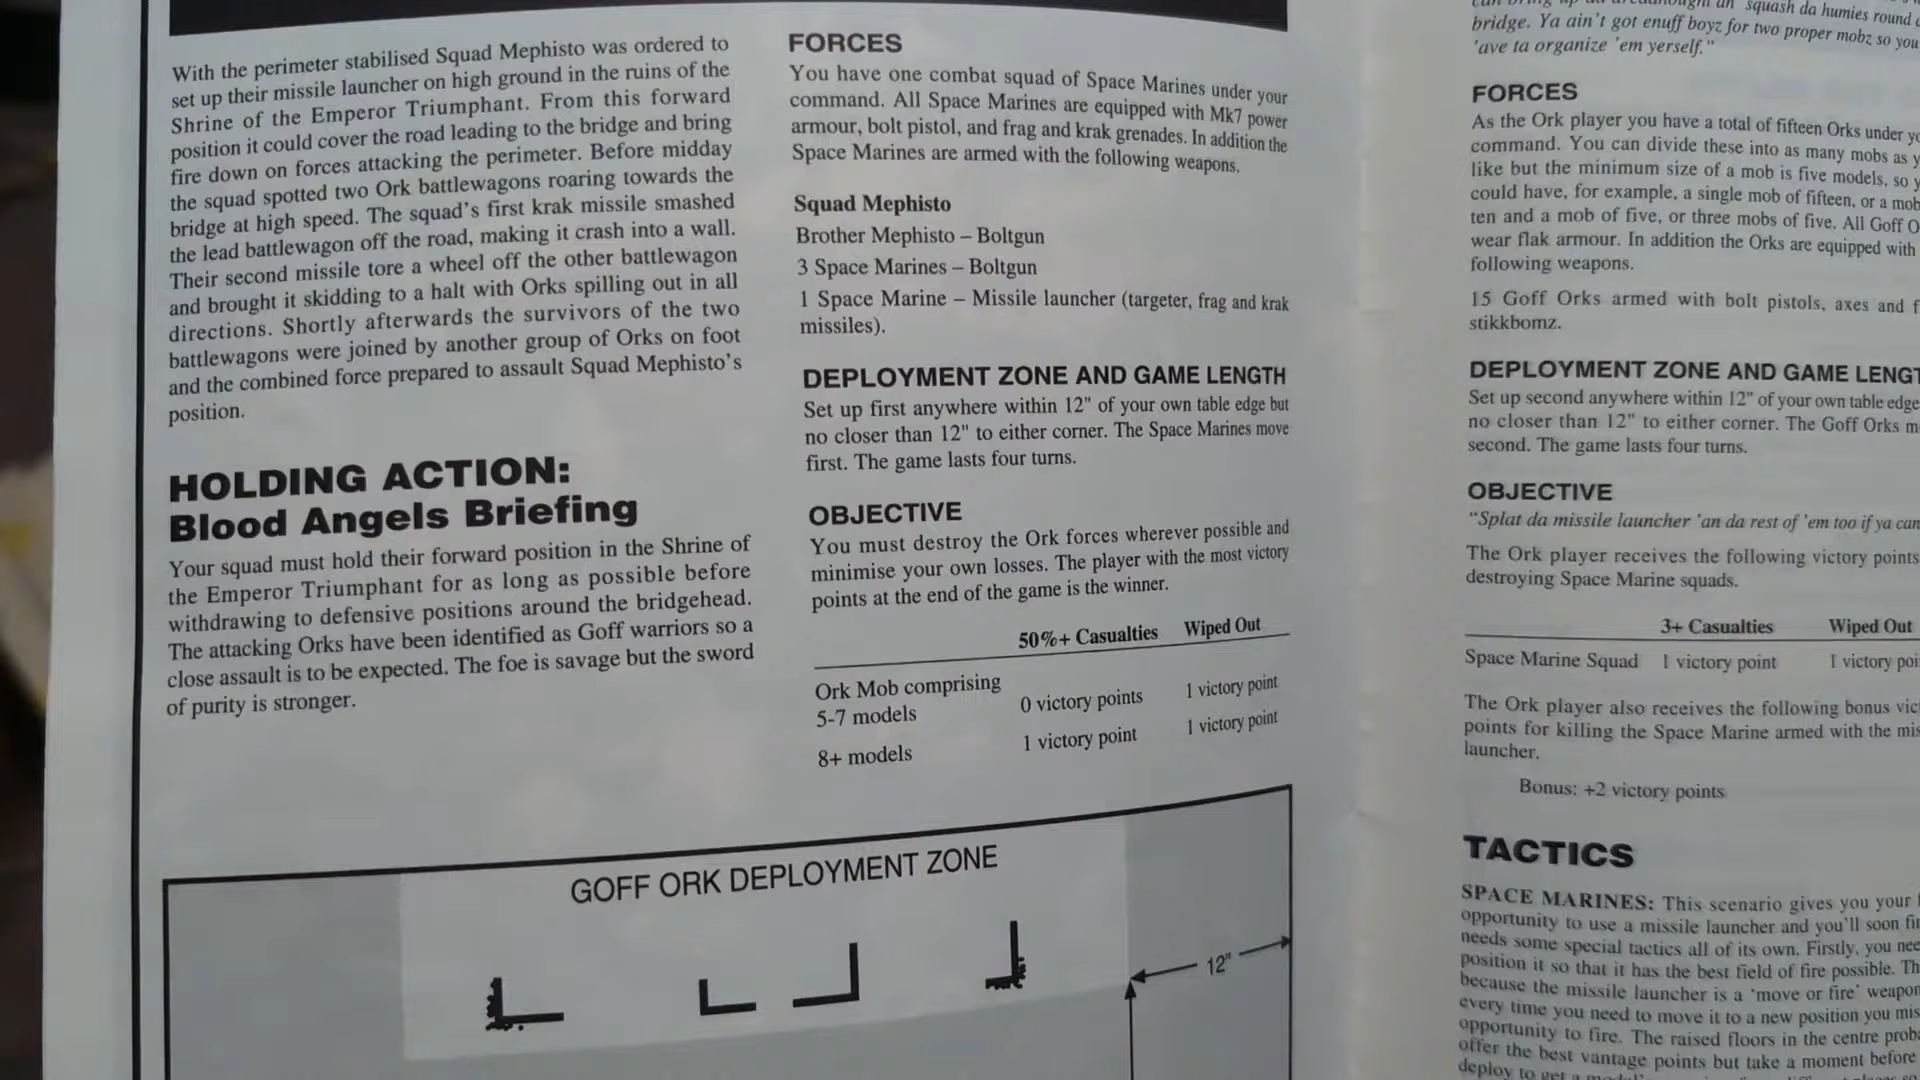 With the perimeter stabilised Squad Mephisto was ordered to
set up their missile launcher on high ground in the ruins of the
Shrine of the Emperor Triumphant. From this forward
position it could cover the road leading to the bridge and bring
fire down on forces attacking the perimeter. Before midday
the squad spotted two Ork battlewagons roaring towards the
bridge at high speed. The squad's first krak missile smashed
the lead battlewagon off the road, making it crash into a wall.
Their second missile tore a wheel off the other battlewagon
and brought it skidding to a halt with Orks spilling out in all
directions. Shortly afterwards the survivors of the two
battlewagons were joined by another group of Orks on foot
and the combined force prepared to assault Squad Mephisto's
position.
HOLDING ACTION:
Blood Angels Briefing
Your squad must hold their forward position in the Shrine of
the Emperor Triumphant for as long as possible before
withdrawing to defensive positions around the bridgehead.
The attacking Orks have been identified as Goff warriors so a
close assault is to be expected. The foe is savage but the sword
of purity is stronger.
FORCES
You have one combat squad of Space Marines under your
command. All Space Marines are equipped with Mk7 power
armour, bolt pistol, and frag and krak grenades. In addition the
Space Marines are armed with the following weapons.
Squad Mephisto
Brother Mephisto – Boltgun
3 Space Marines – Boltgun
1 Space Marine – Missile launcher (targeter, frag and krak
missiles).
DEPLOYMENT ZONE AND GAME LENGTH
Set up first anywhere within 12" of your own table edge but
no closer than 12" to either corner. The Space Marines move
first. The game lasts four turns.
OBJECTIVE
You must destroy the Ork forces wherever possible and
minimise your own losses. The player with the most victory
points at the end of the game is the winner.
50%+ Casualties Wiped Out
Ork Mob comprising
5-7 models 0 victory points 1 victory point
8+ models 1 victory point 1 victory point
GOFF ORK DEPLOYMENT ZONE
12"
squash da humies round
bridge. Ya ain't got enuff boyz for two proper mobz so you
'ave ta organize 'em yerself."
FORCES
As the Ork player you have a total of fifteen Orks under
command. You can divide these into as many mobs as
like but the minimum size of a mob is five models, so
could have, for example, a single mob of fifteen, or a mob
ten and a mob of five, or three mobs of five. All Goff
wear flak armour. In addition the Orks are equipped with
following weapons.
15 Goff Orks armed with bolt pistols, axes and
stikkbomz.
DEPLOYMENT ZONE AND GAME LENGT
Set up second anywhere within 12" of your own table edge
no closer than 12" to either corner. The Goff Orks m
second. The game lasts four turns.
OBJECTIVE
"Splat da missile launcher 'an da rest of 'em too if ya can
The Ork player receives the following victory points
destroying Space Marine squads.
3+ Casualties Wiped Out
Space Marine Squad 1 victory point 1 victory poi
The Ork player also receives the following bonus vic
points for killing the Space Marine armed with the mis
launcher.
Bonus: +2 victory points
TACTICS
SPACE MARINES: This scenario gives you your
opportunity to use a missile launcher and you'll soon fi
needs some special tactics all of its own. Firstly, you nee
position it so that it has the best field of fire possible. Th
because the missile launcher is a 'move or fire' weapon
every time you need to move it to a new position you mis
opportunity to fire. The raised floors in the centre proba
offer the best vantage points but take a moment before
deploy to get a